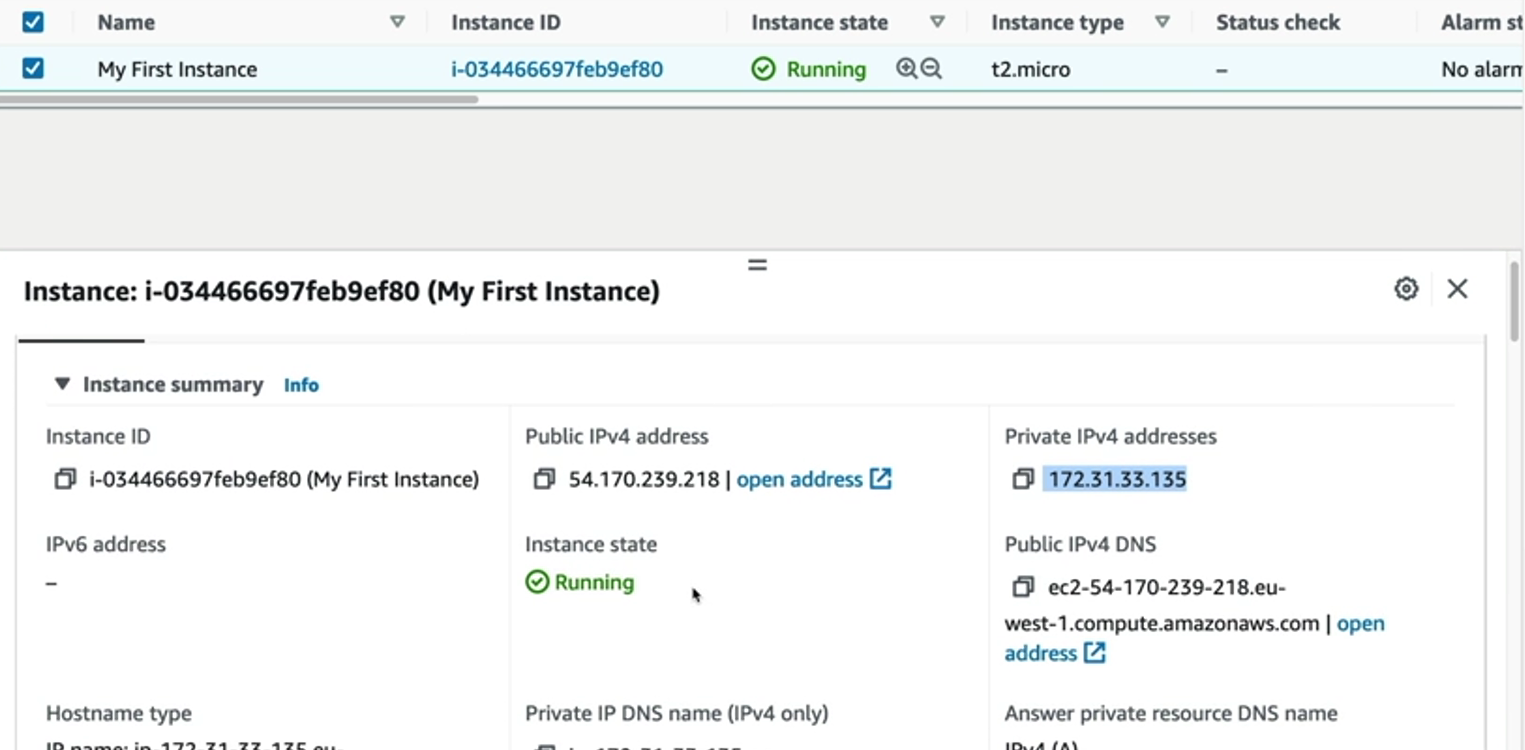 Name Instance ID Instance state Instance type Status check Alarm st
My First Instance i-034466697feb9ef80 Running t2.micro – No alarm
Instance: i-034466697feb9ef80 (My First Instance)
Instance summary Info
Instance ID Public IPv4 address Private IPv4 addresses
i-034466697feb9ef80 (My First Instance) 54.170.239.218 | open address 172.31.33.135
IPv6 address Instance state Public IPv4 DNS
– Running ec2-54-170-239-218.eu-
west-1.compute.amazonaws.com | open
address
Hostname type Private IP DNS name (IPv4 only) Answer private resource DNS name
IP name: ip-172-31-33-135.eu- IPv4 (A)